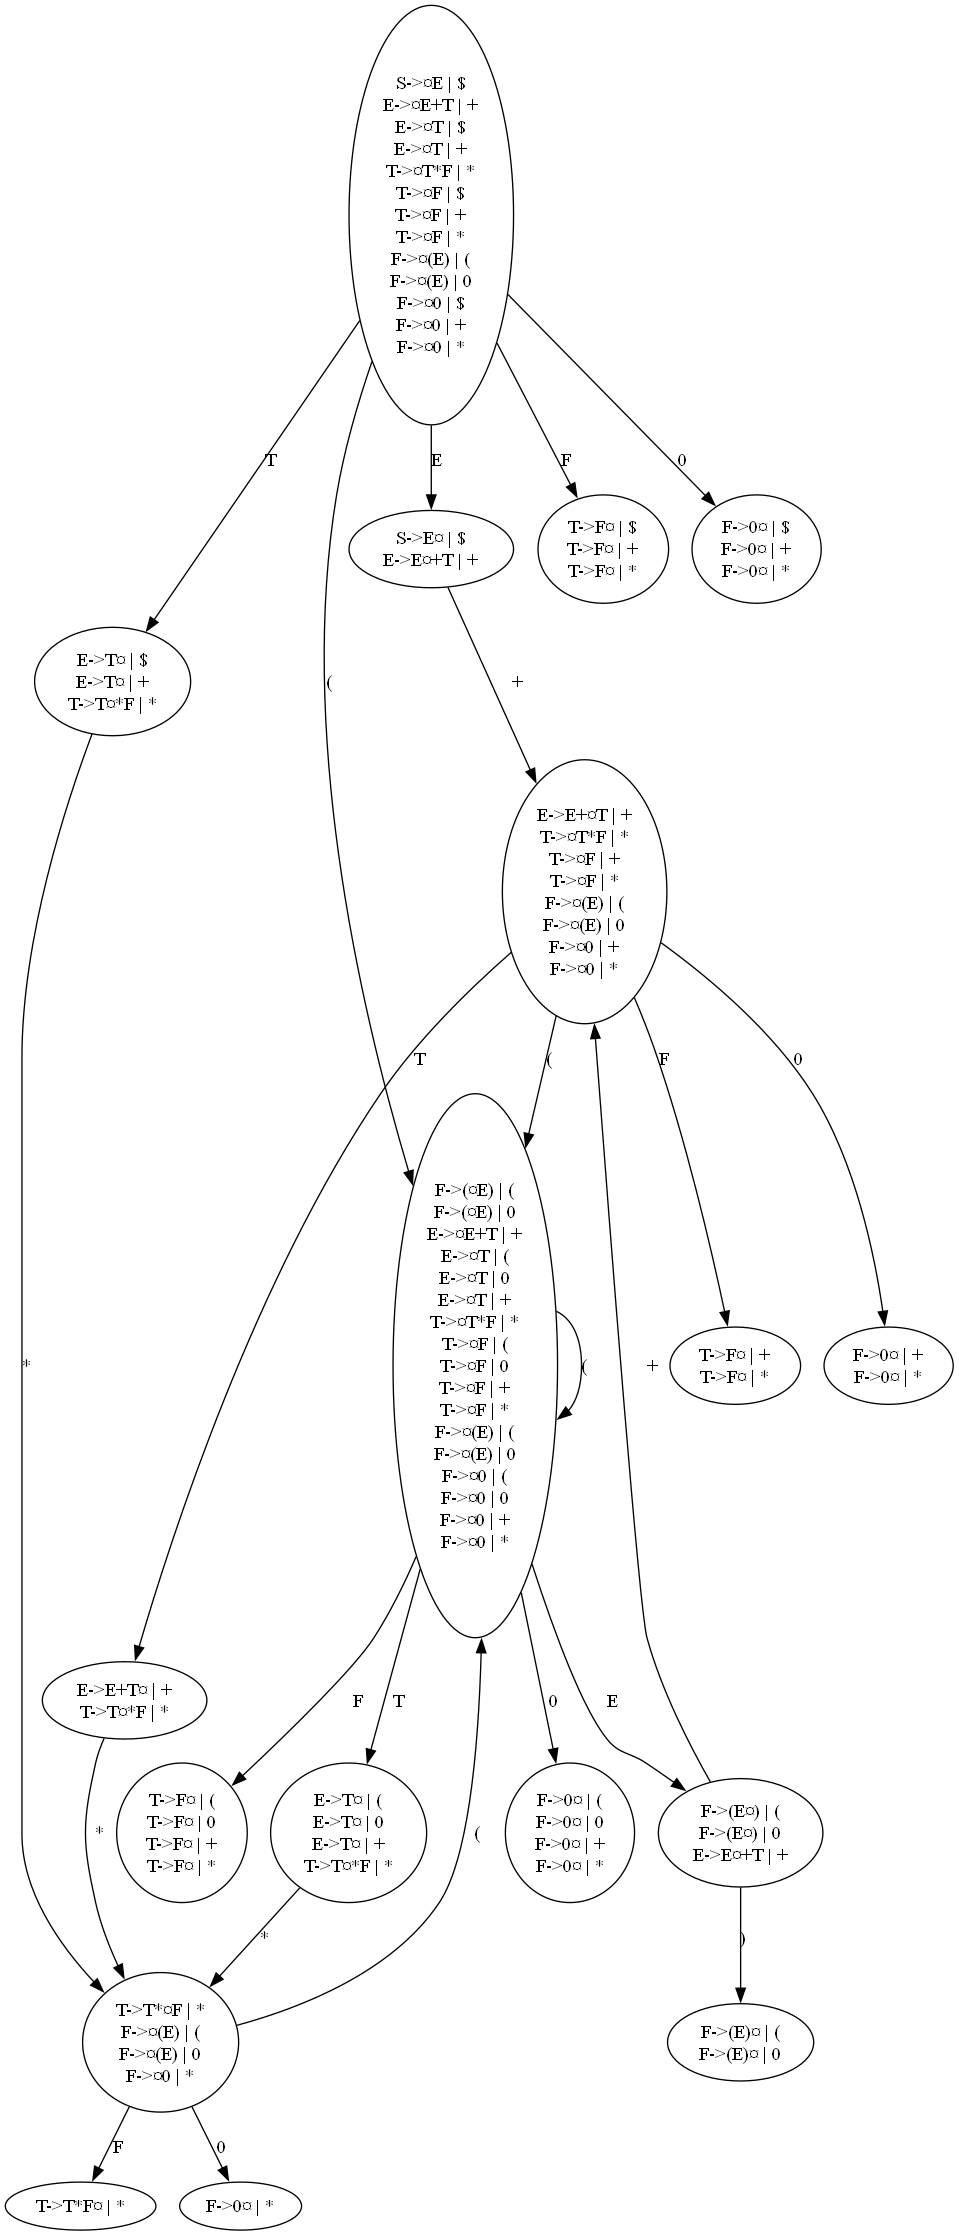 S->¤E | $
E->¤E+T | +
E->¤T | $
E->¤T | +
T->¤T*F | *
T->¤F | $
T->¤F | +
T->¤F | *
F->¤(E) | (
F->¤(E) | 0
F->¤0 | $
F->¤0 | +
F->¤0 | *
T
E
F
0
S->E¤ | $
E->E¤+T | +
T->F¤ | $
T->F¤ | +
T->F¤ | *
F->0¤ | $
F->0¤ | +
F->0¤ | *
E->T¤ | $
E->T¤ | +
T->T¤*F | *
(
+
E->E+¤T | +
T->¤T*F | *
T->¤F | +
T->¤F | *
F->¤(E) | (
F->¤(E) | 0
F->¤0 | +
F->¤0 | *
T
(
F
0
F->(¤E) | (
F->(¤E) | 0
E->¤E+T | +
E->¤T | (
E->¤T | 0
E->¤T | +
T->¤T*F | *
T->¤F | (
T->¤F | 0
T->¤F | +
T->¤F | *
F->¤(E) | (
F->¤(E) | 0
F->¤0 | (
F->¤0 | 0
F->¤0 | +
F->¤0 | *
*
(
+
T->F¤ | +
T->F¤ | *
F->0¤ | +
F->0¤ | *
E->E+T¤ | +
T->T¤*F | *
F
T
0
E
*
T->F¤ | (
T->F¤ | 0
T->F¤ | +
T->F¤ | *
E->T¤ | (
E->T¤ | 0
E->T¤ | +
T->T¤*F | *
(
F->0¤ | (
F->0¤ | 0
F->0¤ | +
F->0¤ | *
F->(E¤) | (
F->(E¤) | 0
E->E¤+T | +
*
)
T->T*¤F | *
F->¤(E) | (
F->¤(E) | 0
F->¤0 | *
F->(E)¤ | (
F->(E)¤ | 0
F
0
T->T*F¤ | *
F->0¤ | *